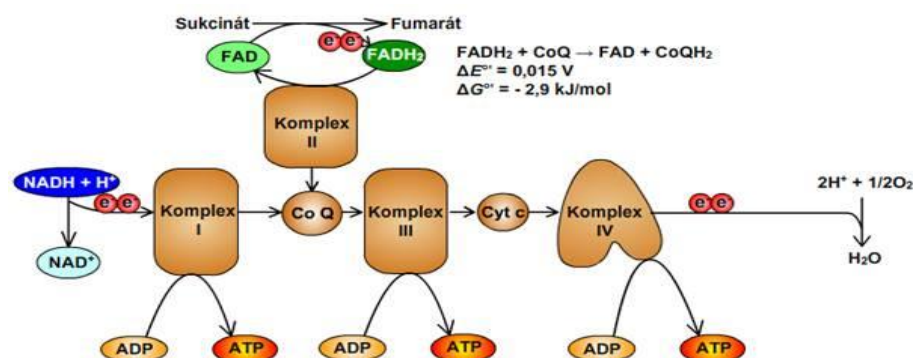 Sukcinát
Fumarát
e⁻ e⁻
FAD
FADH₂
FADH₂ + CoQ → FAD + CoQH₂
ΔE°' = 0,015 V
ΔG°' = - 2,9 kJ/mol
Komplex
II
NADH + H⁺
e⁻ e⁻
Komplex
I
Co Q
Komplex
III
Cyt c
Komplex
IV
e⁻ e⁻
2H⁺ + 1/2O₂
NAD⁺
H₂O
ADP
ATP
ADP
ATP
ADP
ATP